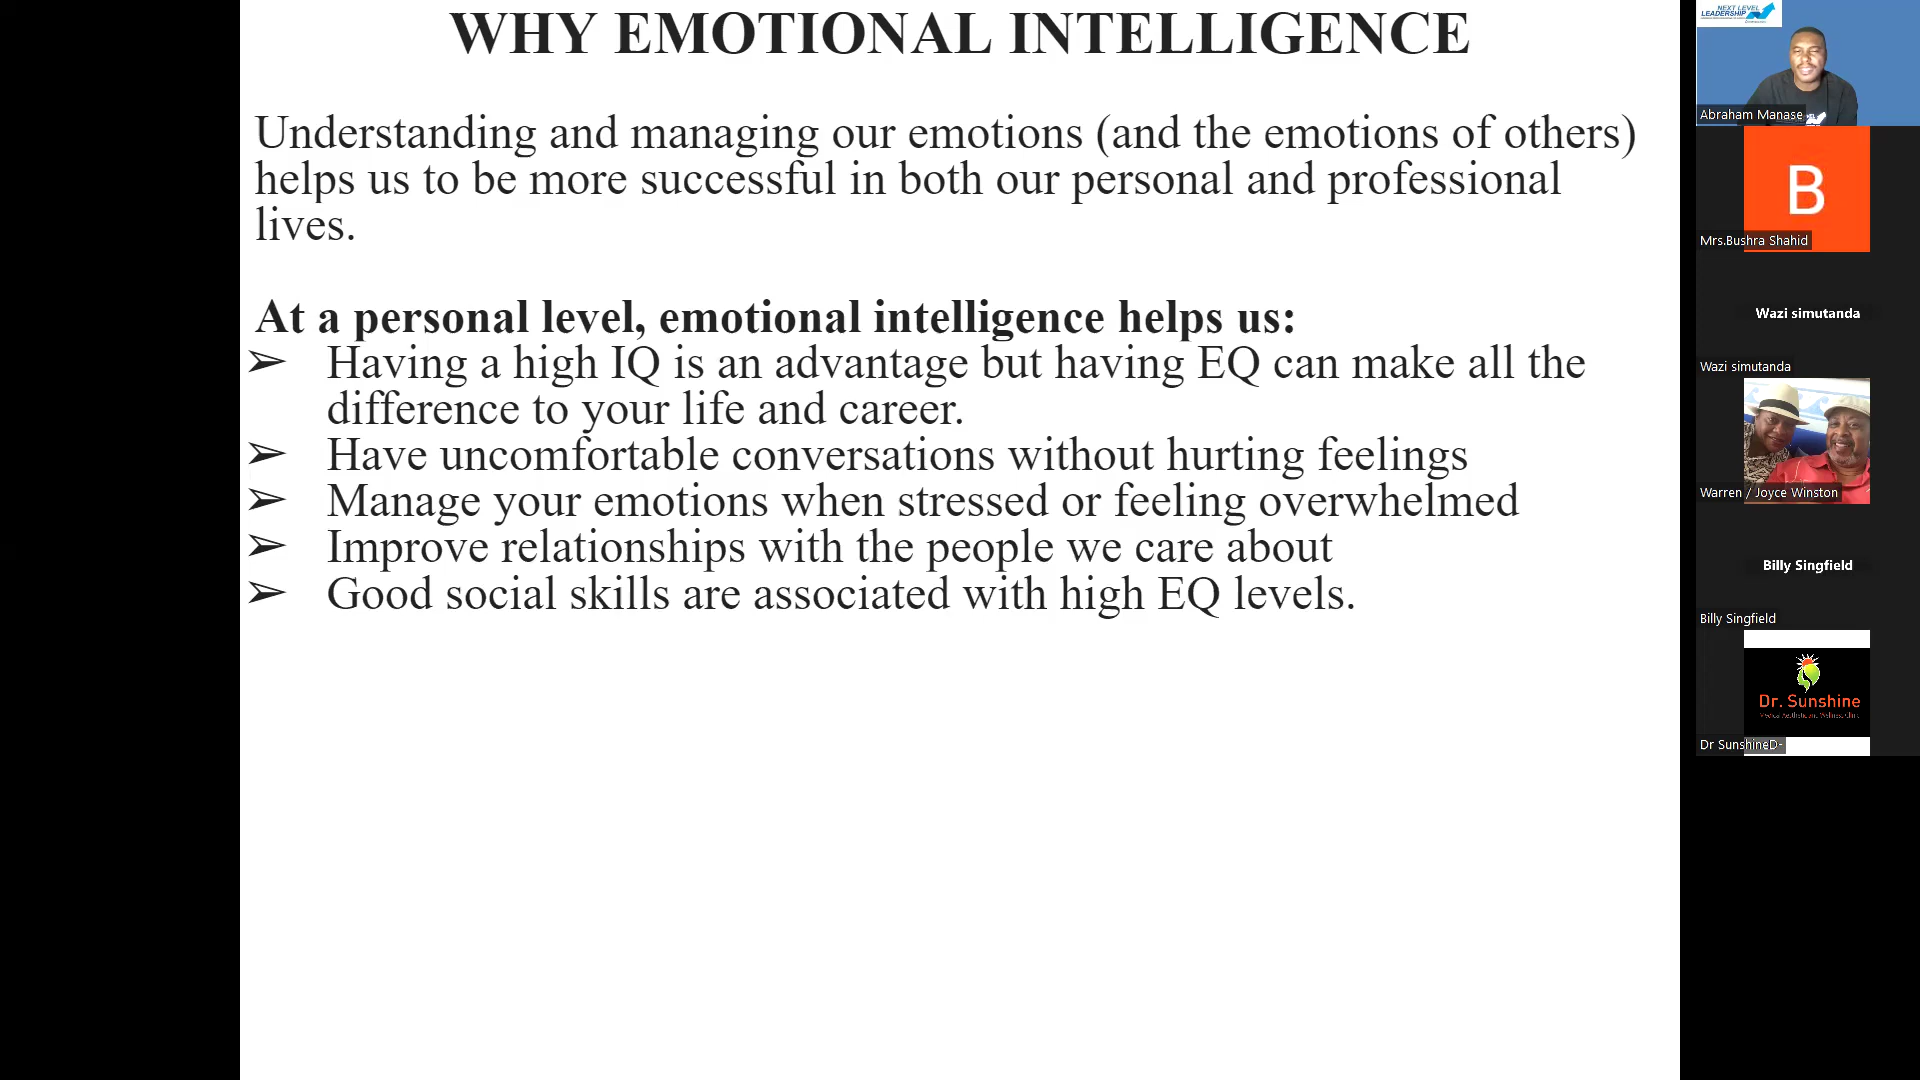 WHY EMOTIONAL INTELLIGENCE
Understanding and managing our emotions (and the emotions of others)
helps us to be more successful in both our personal and professional
lives.
At a personal level, emotional intelligence helps us:
➢ Having a high IQ is an advantage but having EQ can make all the
difference to your life and career.
➢ Have uncomfortable conversations without hurting feelings
➢ Manage your emotions when stressed or feeling overwhelmed
➢ Improve relationships with the people we care about
➢ Good social skills are associated with high EQ levels.
NEXT LEVEL
LEADERSHIP
Abraham Manase
B
Mrs.Bushra Shahid
Wazi simutanda
Wazi simutanda
Warren / Joyce Winston
Billy Singfield
Billy Singfield
Dr. Sunshine
Medical Aesthetic and Wellness Clinic
Dr SunshineD-